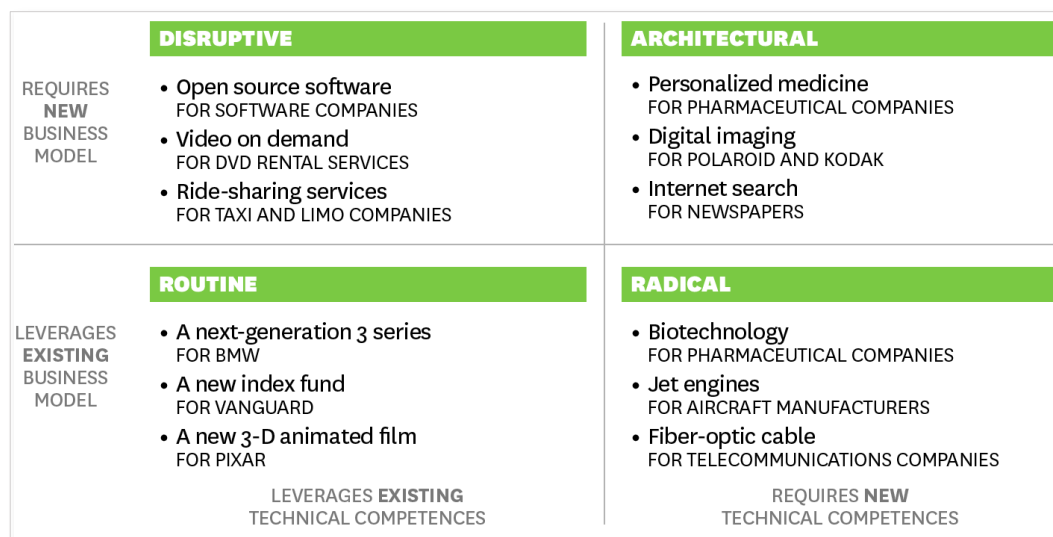 DISRUPTIVE
REQUIRES
NEW
BUSINESS
MODEL
• Open source software
FOR SOFTWARE COMPANIES
• Video on demand
FOR DVD RENTAL SERVICES
• Ride-sharing services
FOR TAXI AND LIMO COMPANIES
ARCHITECTURAL
• Personalized medicine
FOR PHARMACEUTICAL COMPANIES
• Digital imaging
FOR POLAROID AND KODAK
• Internet search
FOR NEWSPAPERS
ROUTINE
LEVERAGES
EXISTING
BUSINESS
MODEL
• A next-generation 3 series
FOR BMW
• A new index fund
FOR VANGUARD
• A new 3-D animated film
FOR PIXAR
LEVERAGES EXISTING
TECHNICAL COMPETENCES
RADICAL
• Biotechnology
FOR PHARMACEUTICAL COMPANIES
• Jet engines
FOR AIRCRAFT MANUFACTURERS
• Fiber-optic cable
FOR TELECOMMUNICATIONS COMPANIES
REQUIRES NEW
TECHNICAL COMPETENCES